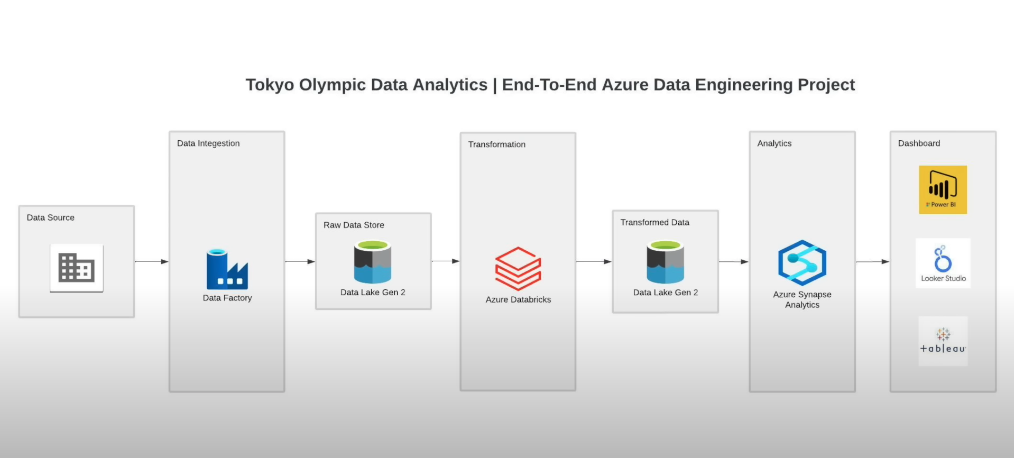 Tokyo Olympic Data Analytics | End-To-End Azure Data Engineering Project
Data Source
Data Integestion
Data Factory
Raw Data Store
Data Lake Gen 2
Transformation
Azure Databricks
Transformed Data
Data Lake Gen 2
Analytics
Azure Synapse
Analytics
Dashboard
Power BI
Looker Studio
+ableau